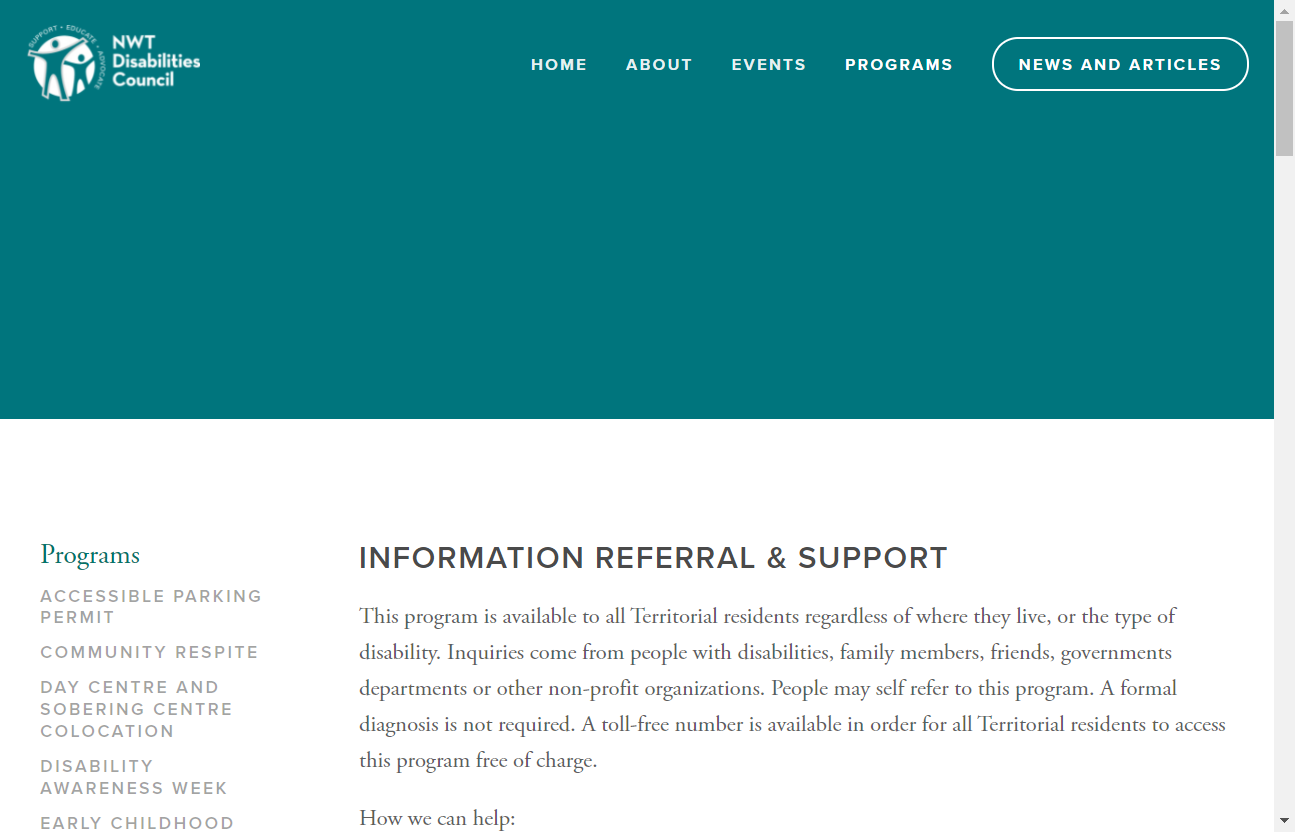 SUPPORT • EDUCATE • ADVOCATE
NWT
Disabilities
Council
HOME
ABOUT
EVENTS
PROGRAMS
NEWS AND ARTICLES
Programs
ACCESSIBLE PARKING
PERMIT
COMMUNITY RESPITE
DAY CENTRE AND
SOBERING CENTRE
COLOCATION
DISABILITY
AWARENESS WEEK
EARLY CHILDHOOD
INFORMATION REFERRAL & SUPPORT
This program is available to all Territorial residents regardless of where they live, or the type of
disability. Inquiries come from people with disabilities, family members, friends, governments
departments or other non-profit organizations. People may self refer to this program. A formal
diagnosis is not required. A toll-free number is available in order for all Territorial residents to access
this program free of charge.
How we can help: